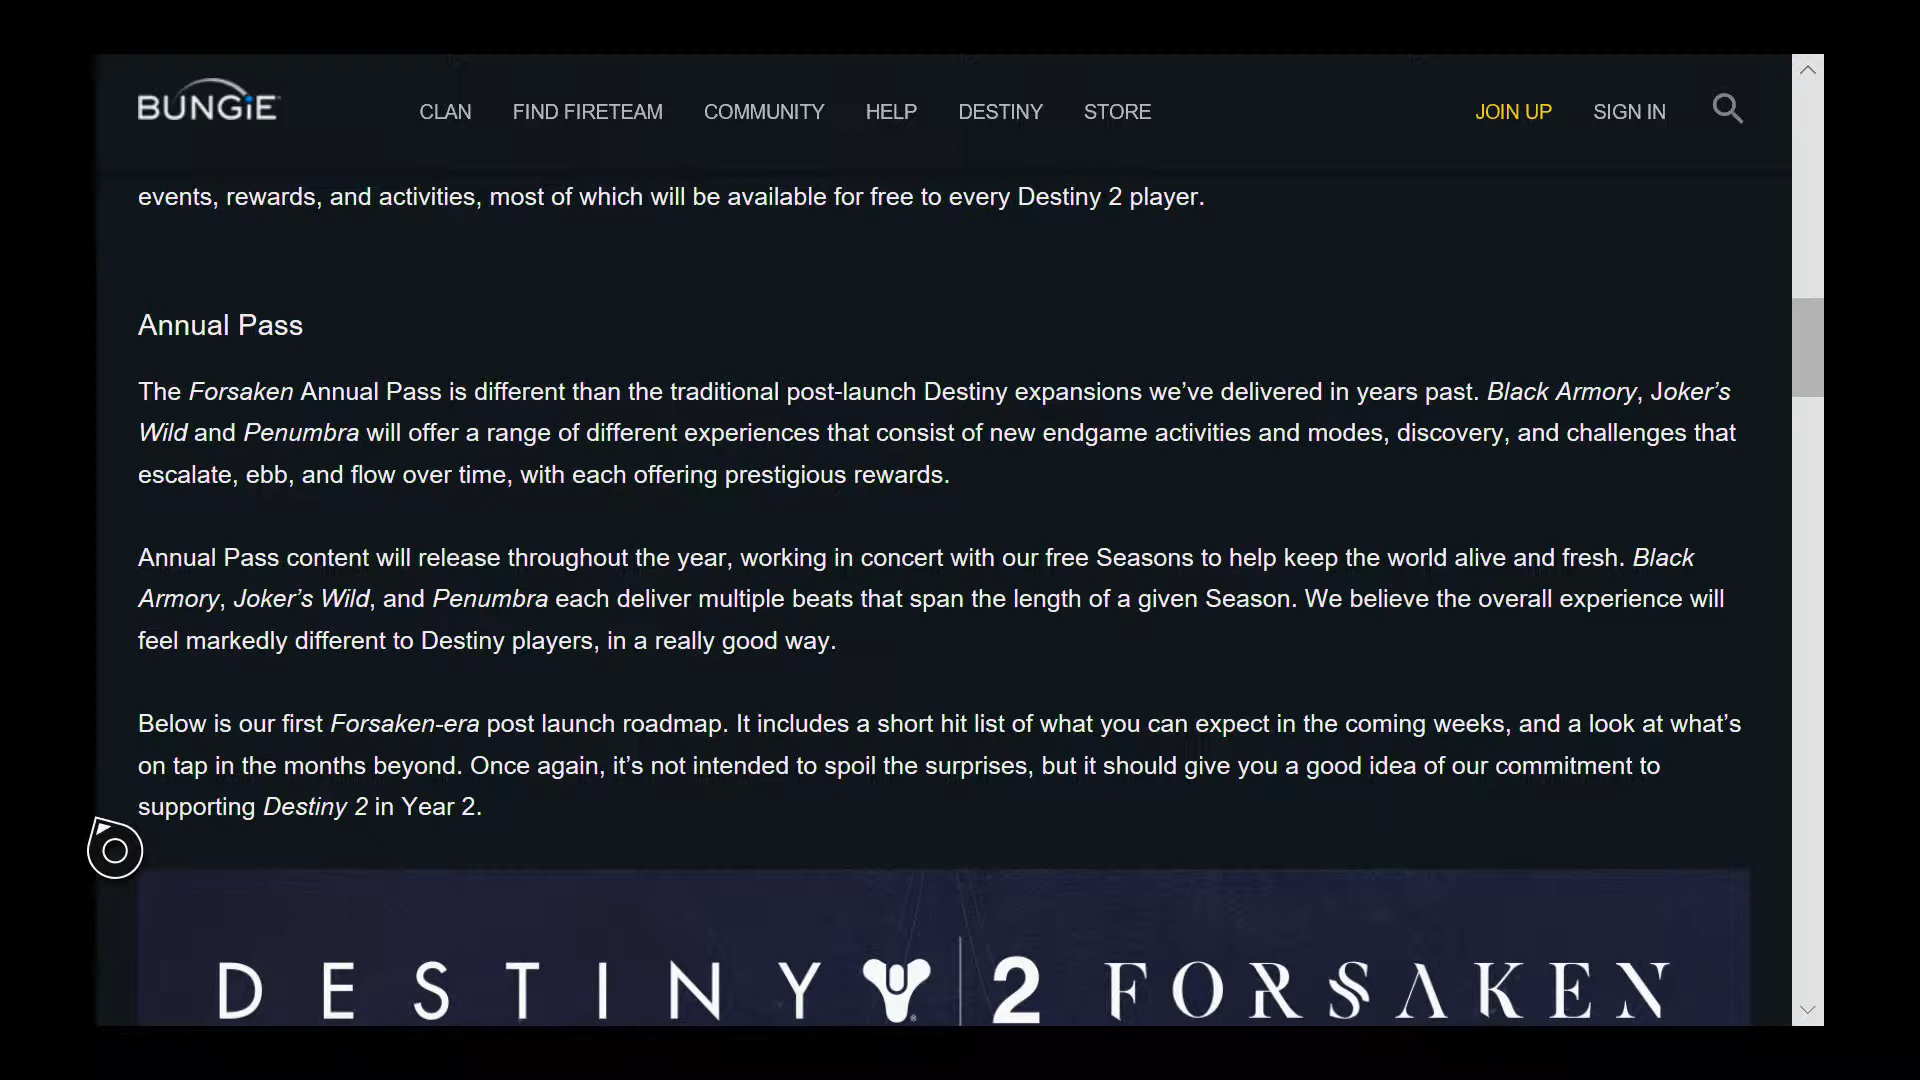 BUNGiE
CLAN FIND FIRETEAM COMMUNITY HELP DESTINY STORE JOIN UP SIGN IN
events, rewards, and activities, most of which will be available for free to every Destiny 2 player.
Annual Pass
The Forsaken Annual Pass is different than the traditional post-launch Destiny expansions we’ve delivered in years past. Black Armory, Joker’s
Wild and Penumbra will offer a range of different experiences that consist of new endgame activities and modes, discovery, and challenges that
escalate, ebb, and flow over time, with each offering prestigious rewards.
Annual Pass content will release throughout the year, working in concert with our free Seasons to help keep the world alive and fresh. Black
Armory, Joker’s Wild, and Penumbra each deliver multiple beats that span the length of a given Season. We believe the overall experience will
feel markedly different to Destiny players, in a really good way.
Below is our first Forsaken-era post launch roadmap. It includes a short hit list of what you can expect in the coming weeks, and a look at what’s
on tap in the months beyond. Once again, it’s not intended to spoil the surprises, but it should give you a good idea of our commitment to
supporting Destiny 2 in Year 2.
DESTINY 2 FORSAKEN